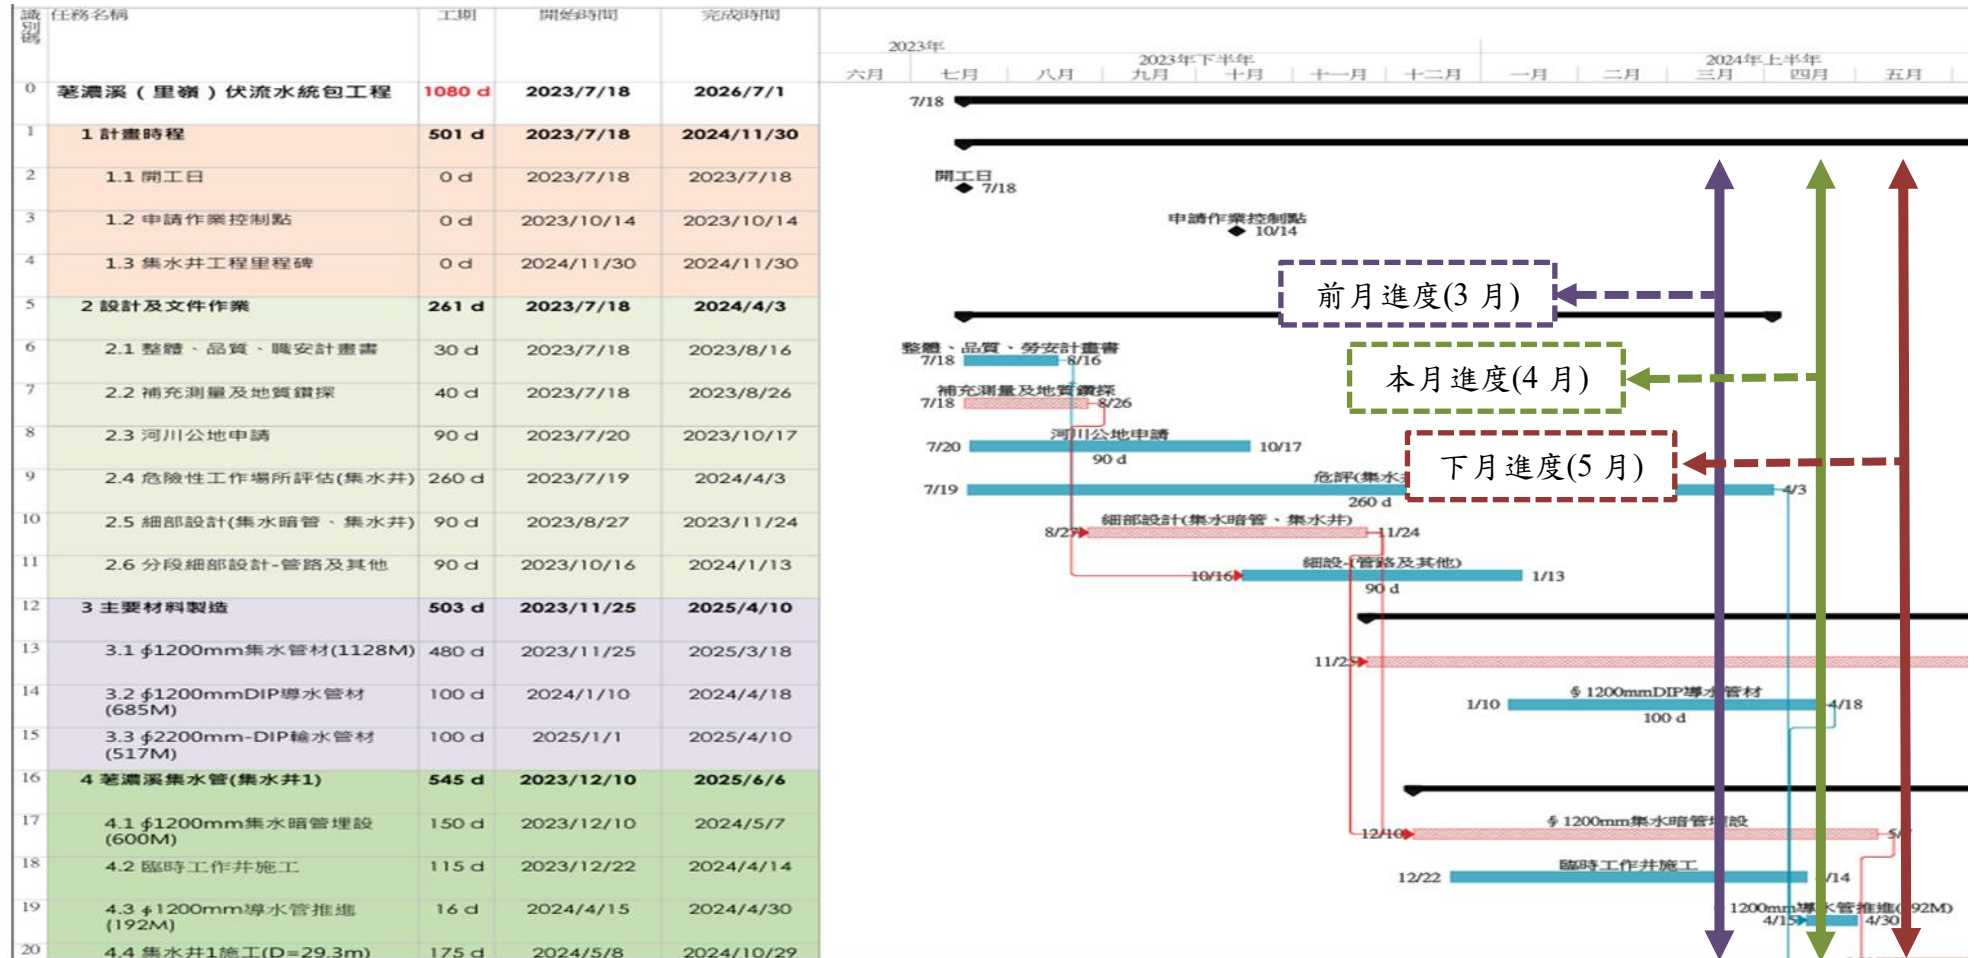 識別碼 任務名稱 工期 開始時間 完成時間
2023年
2023年下半年 2024年上半年
六月 七月 八月 九月 十月 十一月 十二月 一月 二月 三月 四月 五月
0 荖濃溪（里嶺）伏流水統包工程 1080 d 2023/7/18 2026/7/1
7/18
1 1 計畫時程 501 d 2023/7/18 2024/11/30
2 1.1 開工日 0 d 2023/7/18 2023/7/18
開工日
7/18
3 1.2 申請作業控制點 0 d 2023/10/14 2023/10/14
申請作業控制點
10/14
4 1.3 集水井工程里程碑 0 d 2024/11/30 2024/11/30
前月進度(3 月)
5 2 設計及文件作業 261 d 2023/7/18 2024/4/3
6 2.1 整體、品質、職安計畫書 30 d 2023/7/18 2023/8/16
整體、品質、勞安計畫書
7/18 8/16
本月進度(4 月)
7 2.2 補充測量及地質鑽探 40 d 2023/7/18 2023/8/26
補充測量及地質鑽探
7/18 8/26
8 2.3 河川公地申請 90 d 2023/7/20 2023/10/17
河川公地申請
7/20 10/17
90 d
下月進度(5 月)
9 2.4 危險性工作場所評估(集水井) 260 d 2023/7/19 2024/4/3
危評(集水
7/19 4/3
260 d
10 2.5 細部設計(集水暗管、集水井) 90 d 2023/8/27 2023/11/24
細部設計(集水暗管、集水井)
8/27 11/24
11 2.6 分段細部設計-管路及其他 90 d 2023/10/16 2024/1/13
細設-(管路及其他)
10/16 1/13
90 d
12 3 主要材料製造 503 d 2023/11/25 2025/4/10
13 3.1 ∮1200mm集水管材(1128M) 480 d 2023/11/25 2025/3/18
11/25
14 3.2 ∮1200mmDIP導水管材
(685M) 100 d 2024/1/10 2024/4/18
∮1200mmDIP導水管材
1/10 4/18
100 d
15 3.3 ∮2200mm-DIP輸水管材
(517M) 100 d 2025/1/1 2025/4/10
16 4 荖濃溪集水管(集水井1) 545 d 2023/12/10 2025/6/6
17 4.1 ∮1200mm集水暗管埋設
(600M) 150 d 2023/12/10 2024/5/7
∮1200mm集水暗管埋設
12/10 5/
18 4.2 臨時工作井施工 115 d 2023/12/22 2024/4/14
臨時工作井施工
12/22 /14
19 4.3 ∮1200mm導水管推進
(192M) 16 d 2024/4/15 2024/4/30
1200mm導水管推進( 92M)
4/15 4/30
20 4.4 集水井1施工(D=29.3m) 175 d 2024/5/8 2024/10/29